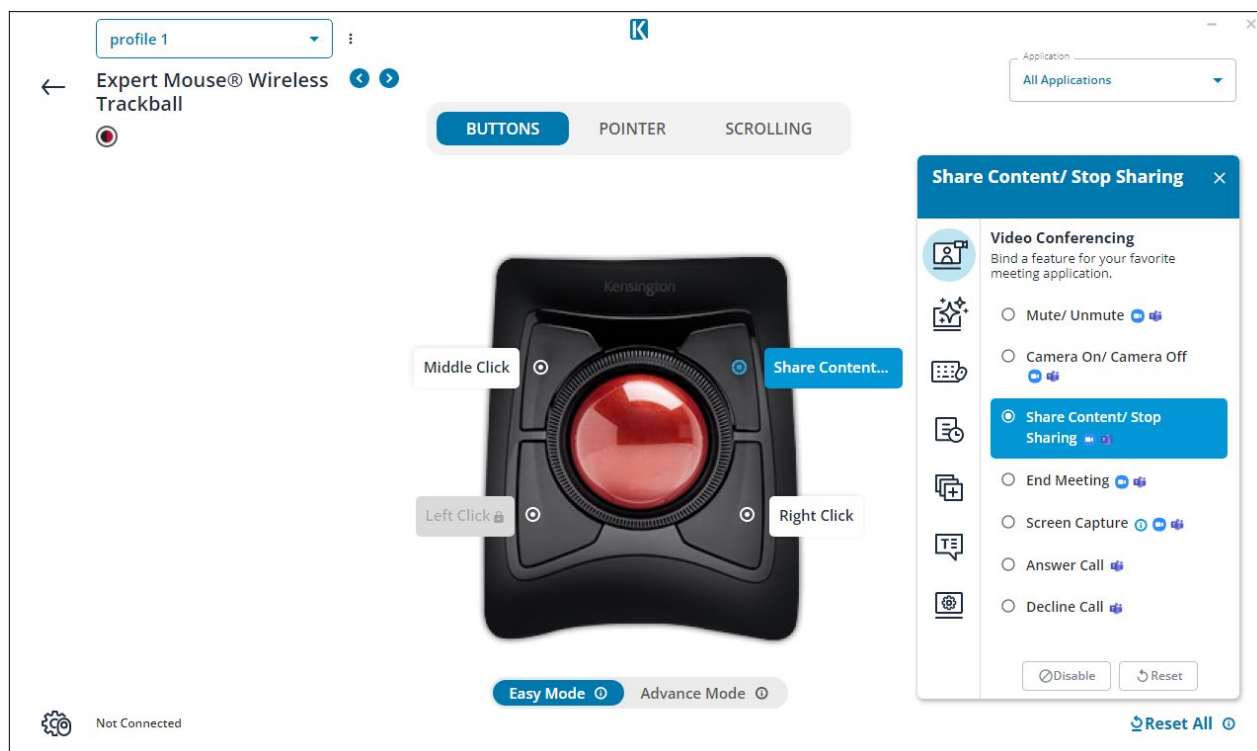 profile 1
Expert Mouse® Wireless
Trackball
Application
All Applications
BUTTONS
POINTER
SCROLLING
Kensington
Middle Click
Share Content...
Left Click
Right Click
Easy Mode
Advance Mode
Share Content/ Stop Sharing
Video Conferencing
Bind a feature for your favorite
meeting application.
Mute/ Unmute
Camera On/ Camera Off
Share Content/ Stop
Sharing
End Meeting
Screen Capture
Answer Call
Decline Call
Disable
Reset
Not Connected
Reset All